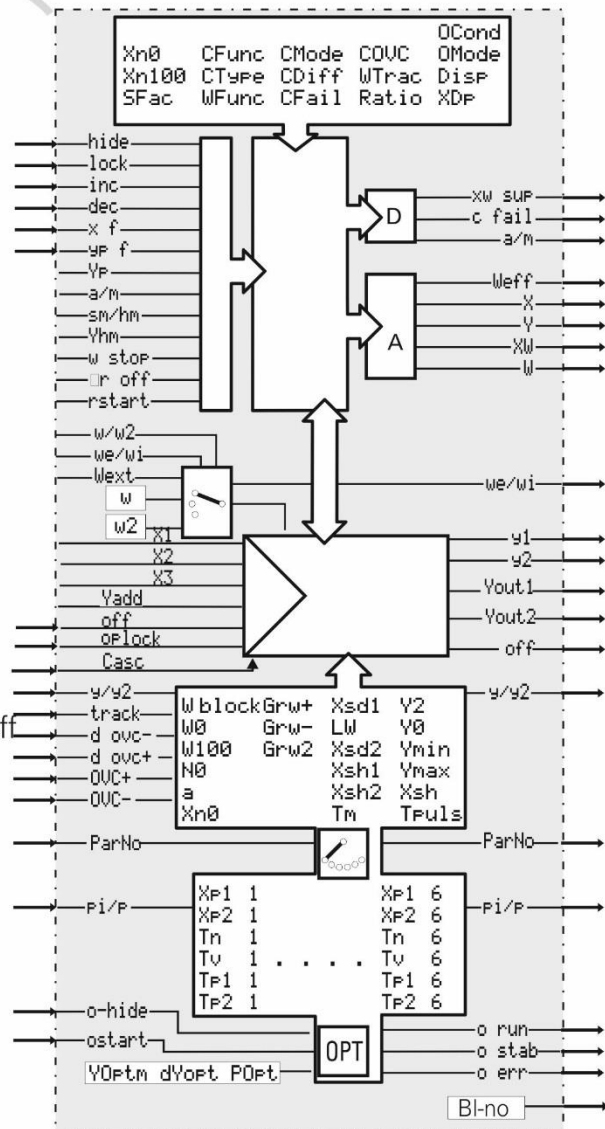 OCond
Xn0 CFunc CMode COVC OMode
Xn100 CType CDiff WTrac Disp
SFac WFunc CFail Ratio XDp
hide
lock
inc
dec
x f
yp f
Yp
a/m
sm/hm
Yhm
w stop
□r off
rstart
D
xw sup
c fail
a/m
A
Weff
X
Y
XW
W
w/w2
we/wi
Wext
w
w2
we/wi
X1
X2
X3
Yadd
off
oplock
Casc
y1
y2
Yout1
Yout2
off
y/y2
track
ff
d ovc-
d ovc+
OVC+
OVC-
y/y2
W block Grw+ Xsd1 Y2
W0 Grw- LW Y0
W100 Grw2 Xsd2 Ymin
N0 Xsh1 Ymax
a Xsh2 Xsh
Xn0 Tm Tpuls
ParNo
ParNo
pi/p
pi/p
Xp1 1 Xp1 6
Xp2 1 Xp2 6
Tn 1 Tn 6
Tv 1 . . . . Tv 6
Tp1 1 Tp1 6
Tp2 1 Tp2 6
o-hide
ostart
OPT
YOptm dYopt POpt
o run
o stab
o err
Bl-no